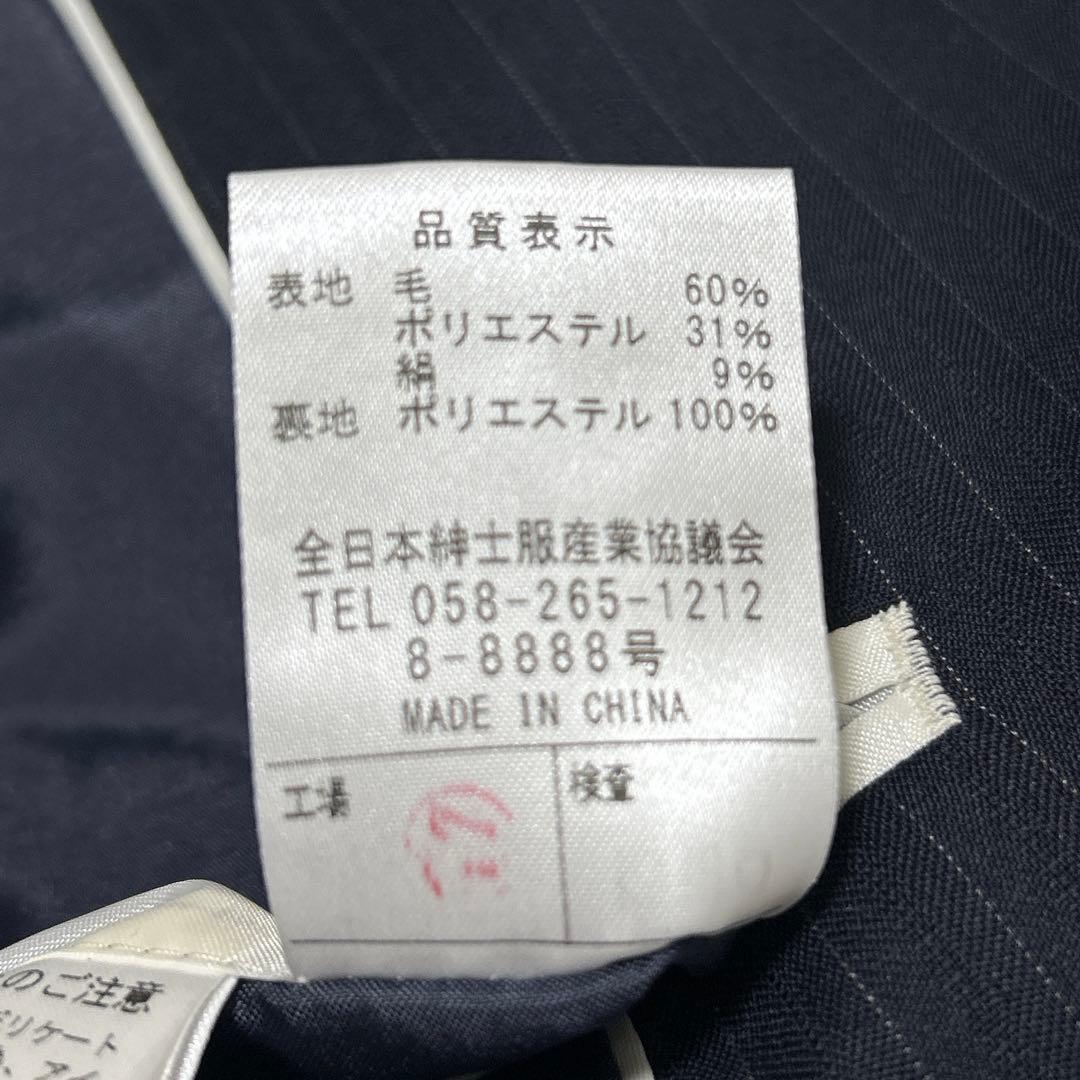 品質表示
表地 毛 60%
ポリエステル 31%
絹 9%
裏地 ポリエステル 100%
全日本紳士服産業協議会
TEL 058-265-1212
8-8888号
MADE IN CHINA
工場 検査
のご注意
デリケート